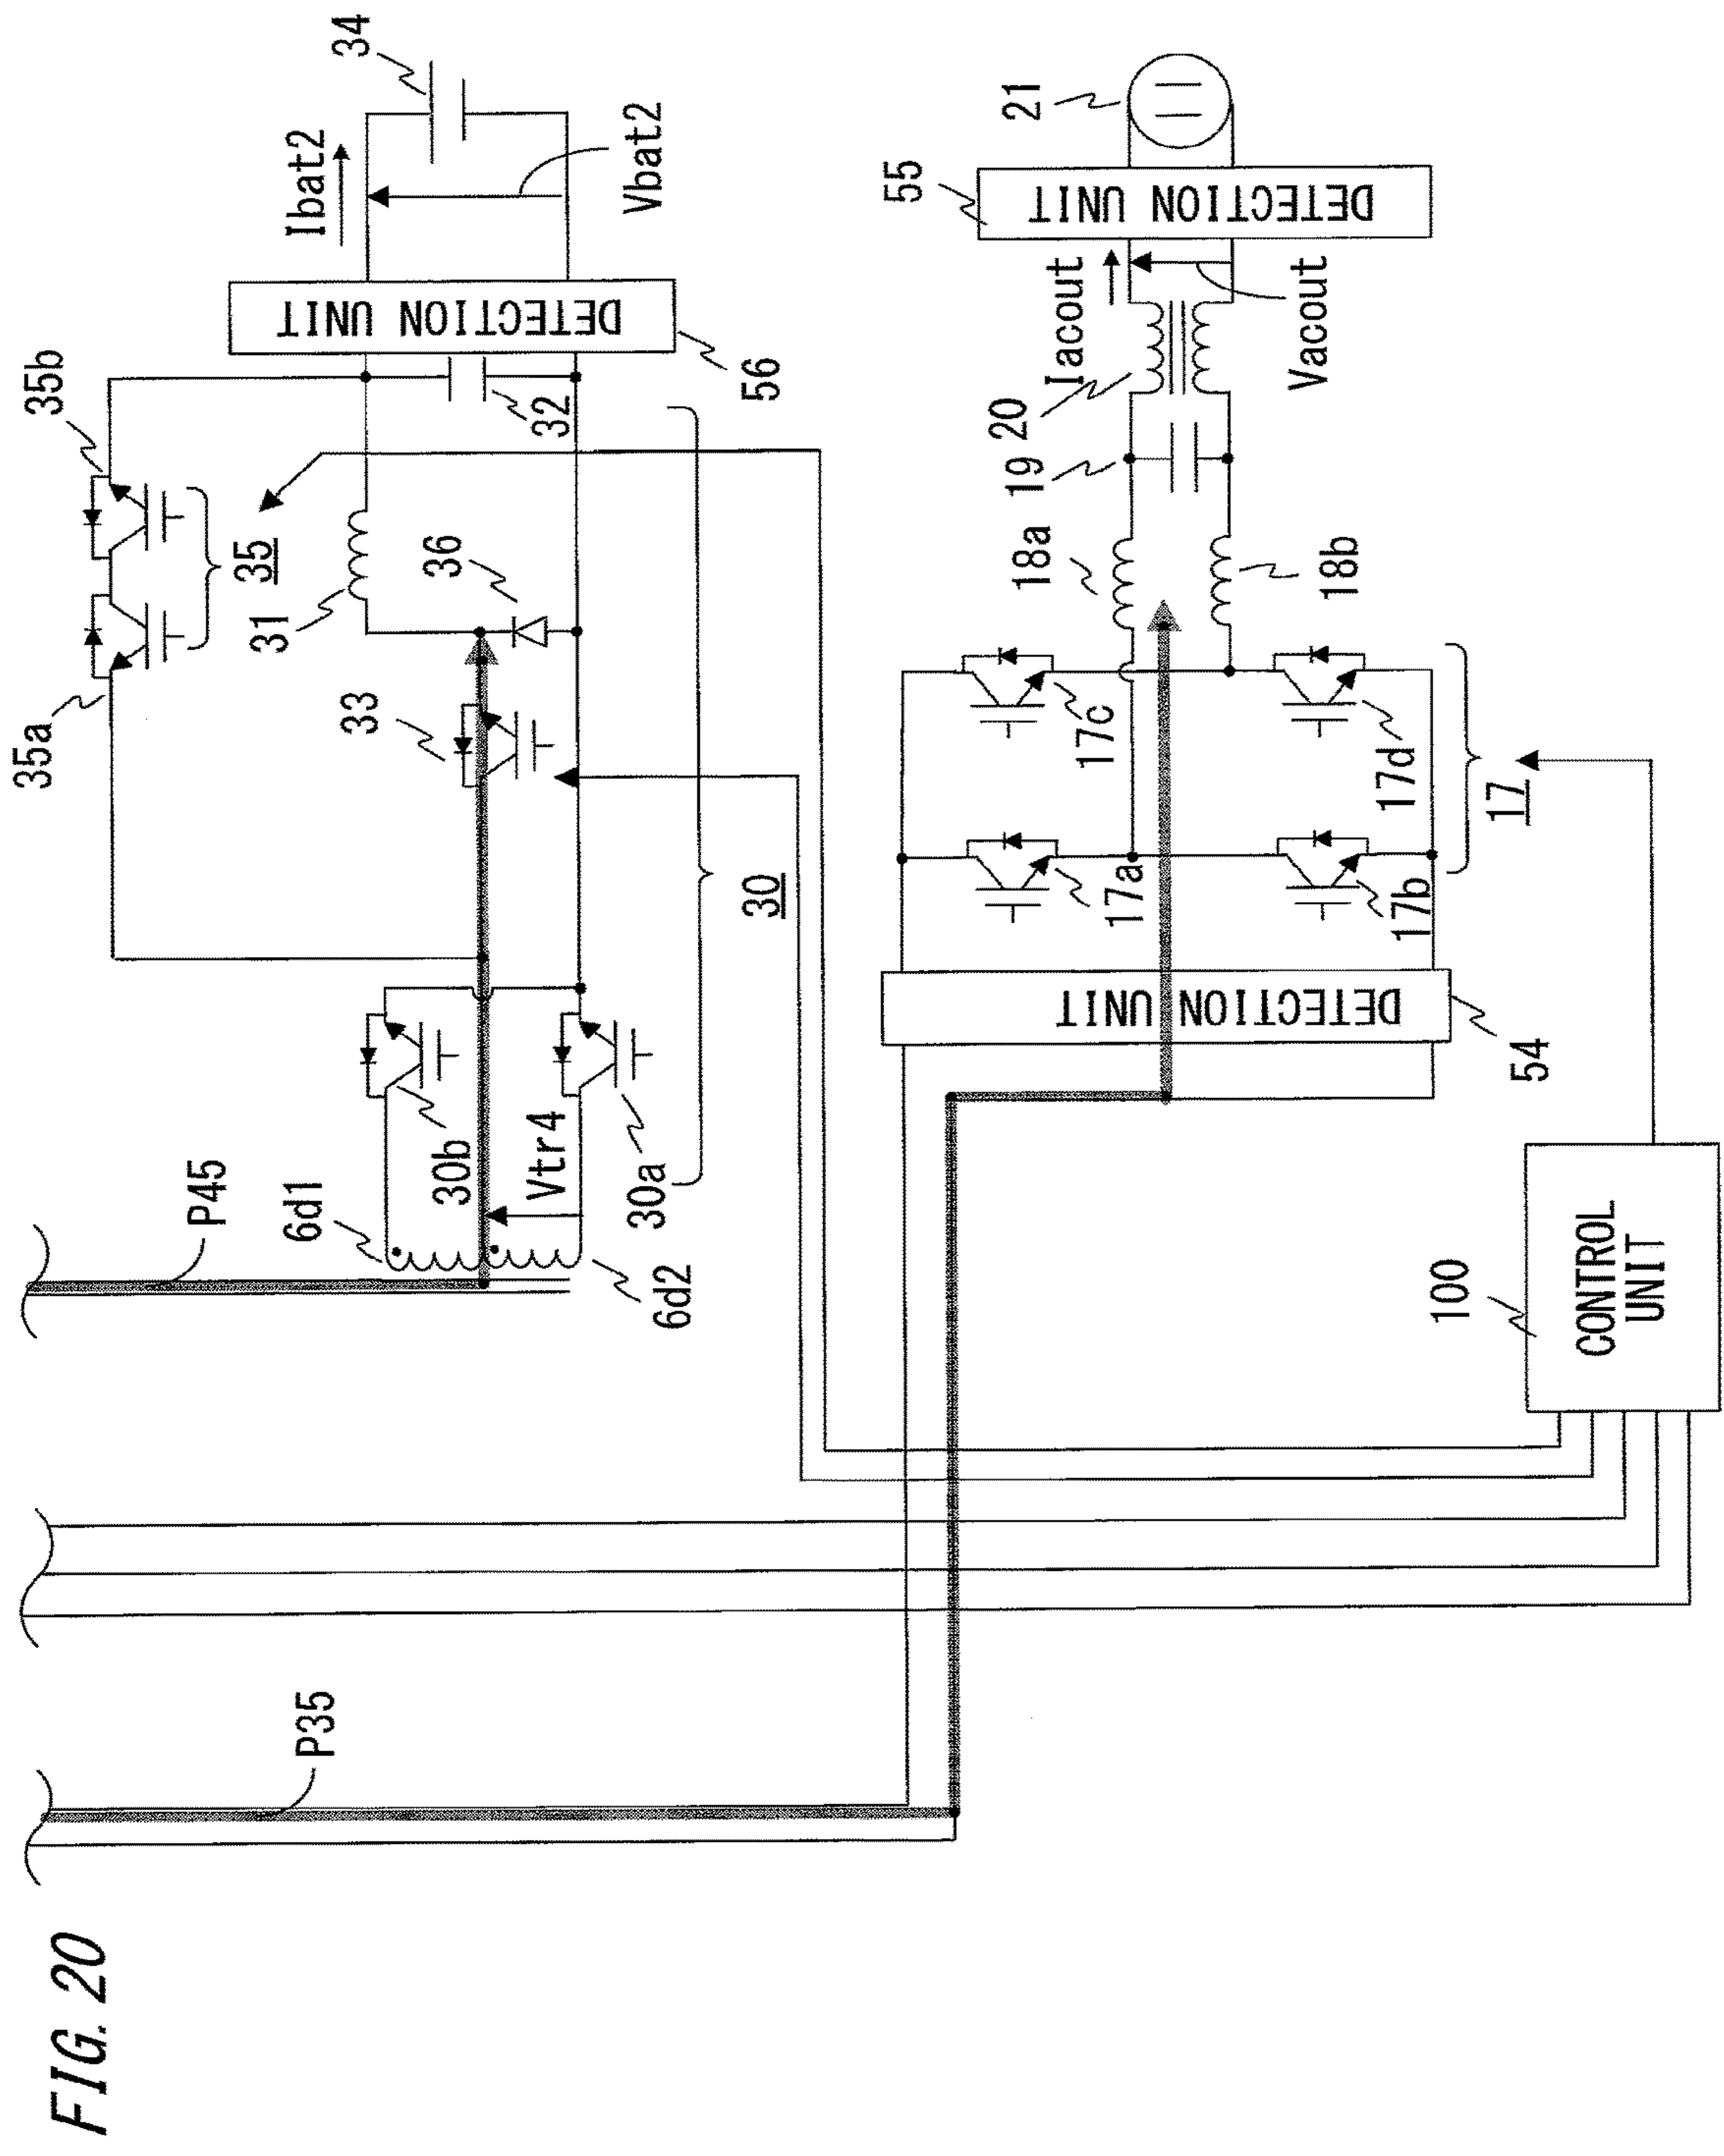 FIG. 20
34
Ibat2
Vbat2
DETECTION UNIT
56
35b
35
35a
31
32
36
33
30
30b
30a
Vtr4
6d1
6d2
P45
21
55
DETECTION UNIT
Iacout
Vacout
20
19
18a
18b
17c
17d
17a
17b
17
DETECTION UNIT
54
100
CONTROL
UNIT
P35